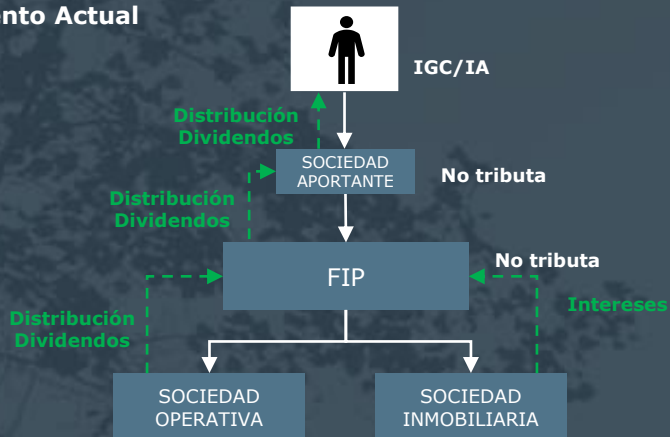 ento Actual
IGC/IA
Distribución
Dividendos
SOCIEDAD
APORTANTE
No tributa
Distribución
Dividendos
FIP
No tributa
Intereses
Distribución
Dividendos
SOCIEDAD
OPERATIVA
SOCIEDAD
INMOBILIARIA